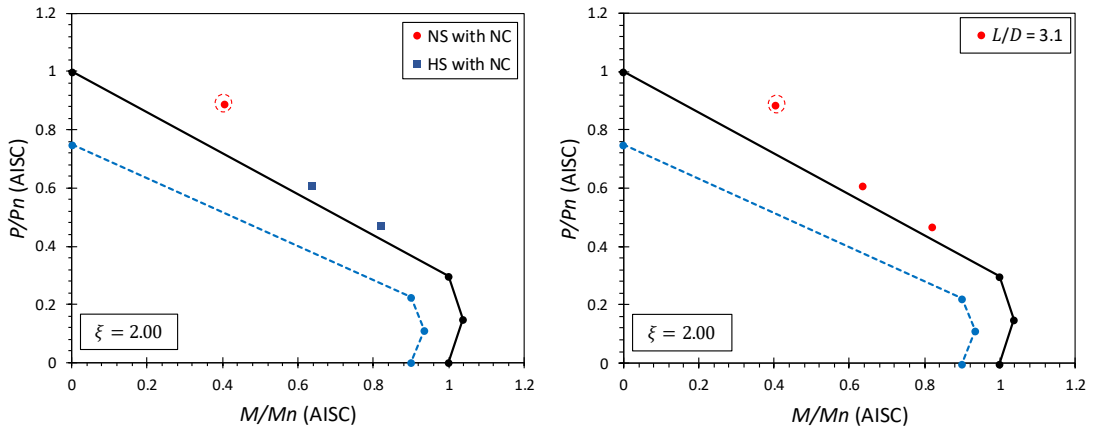 1.2
1
0.8
0.6
0.4
0.2
0
P/Pn (AISC)
NS with NC
HS with NC
ξ = 2.00
0 0.2 0.4 0.6 0.8 1 1.2
M/Mn (AISC)
1.2
1
0.8
0.6
0.4
0.2
0
P/Pn (AISC)
L/D = 3.1
ξ = 2.00
0 0.2 0.4 0.6 0.8 1 1.2
M/Mn (AISC)